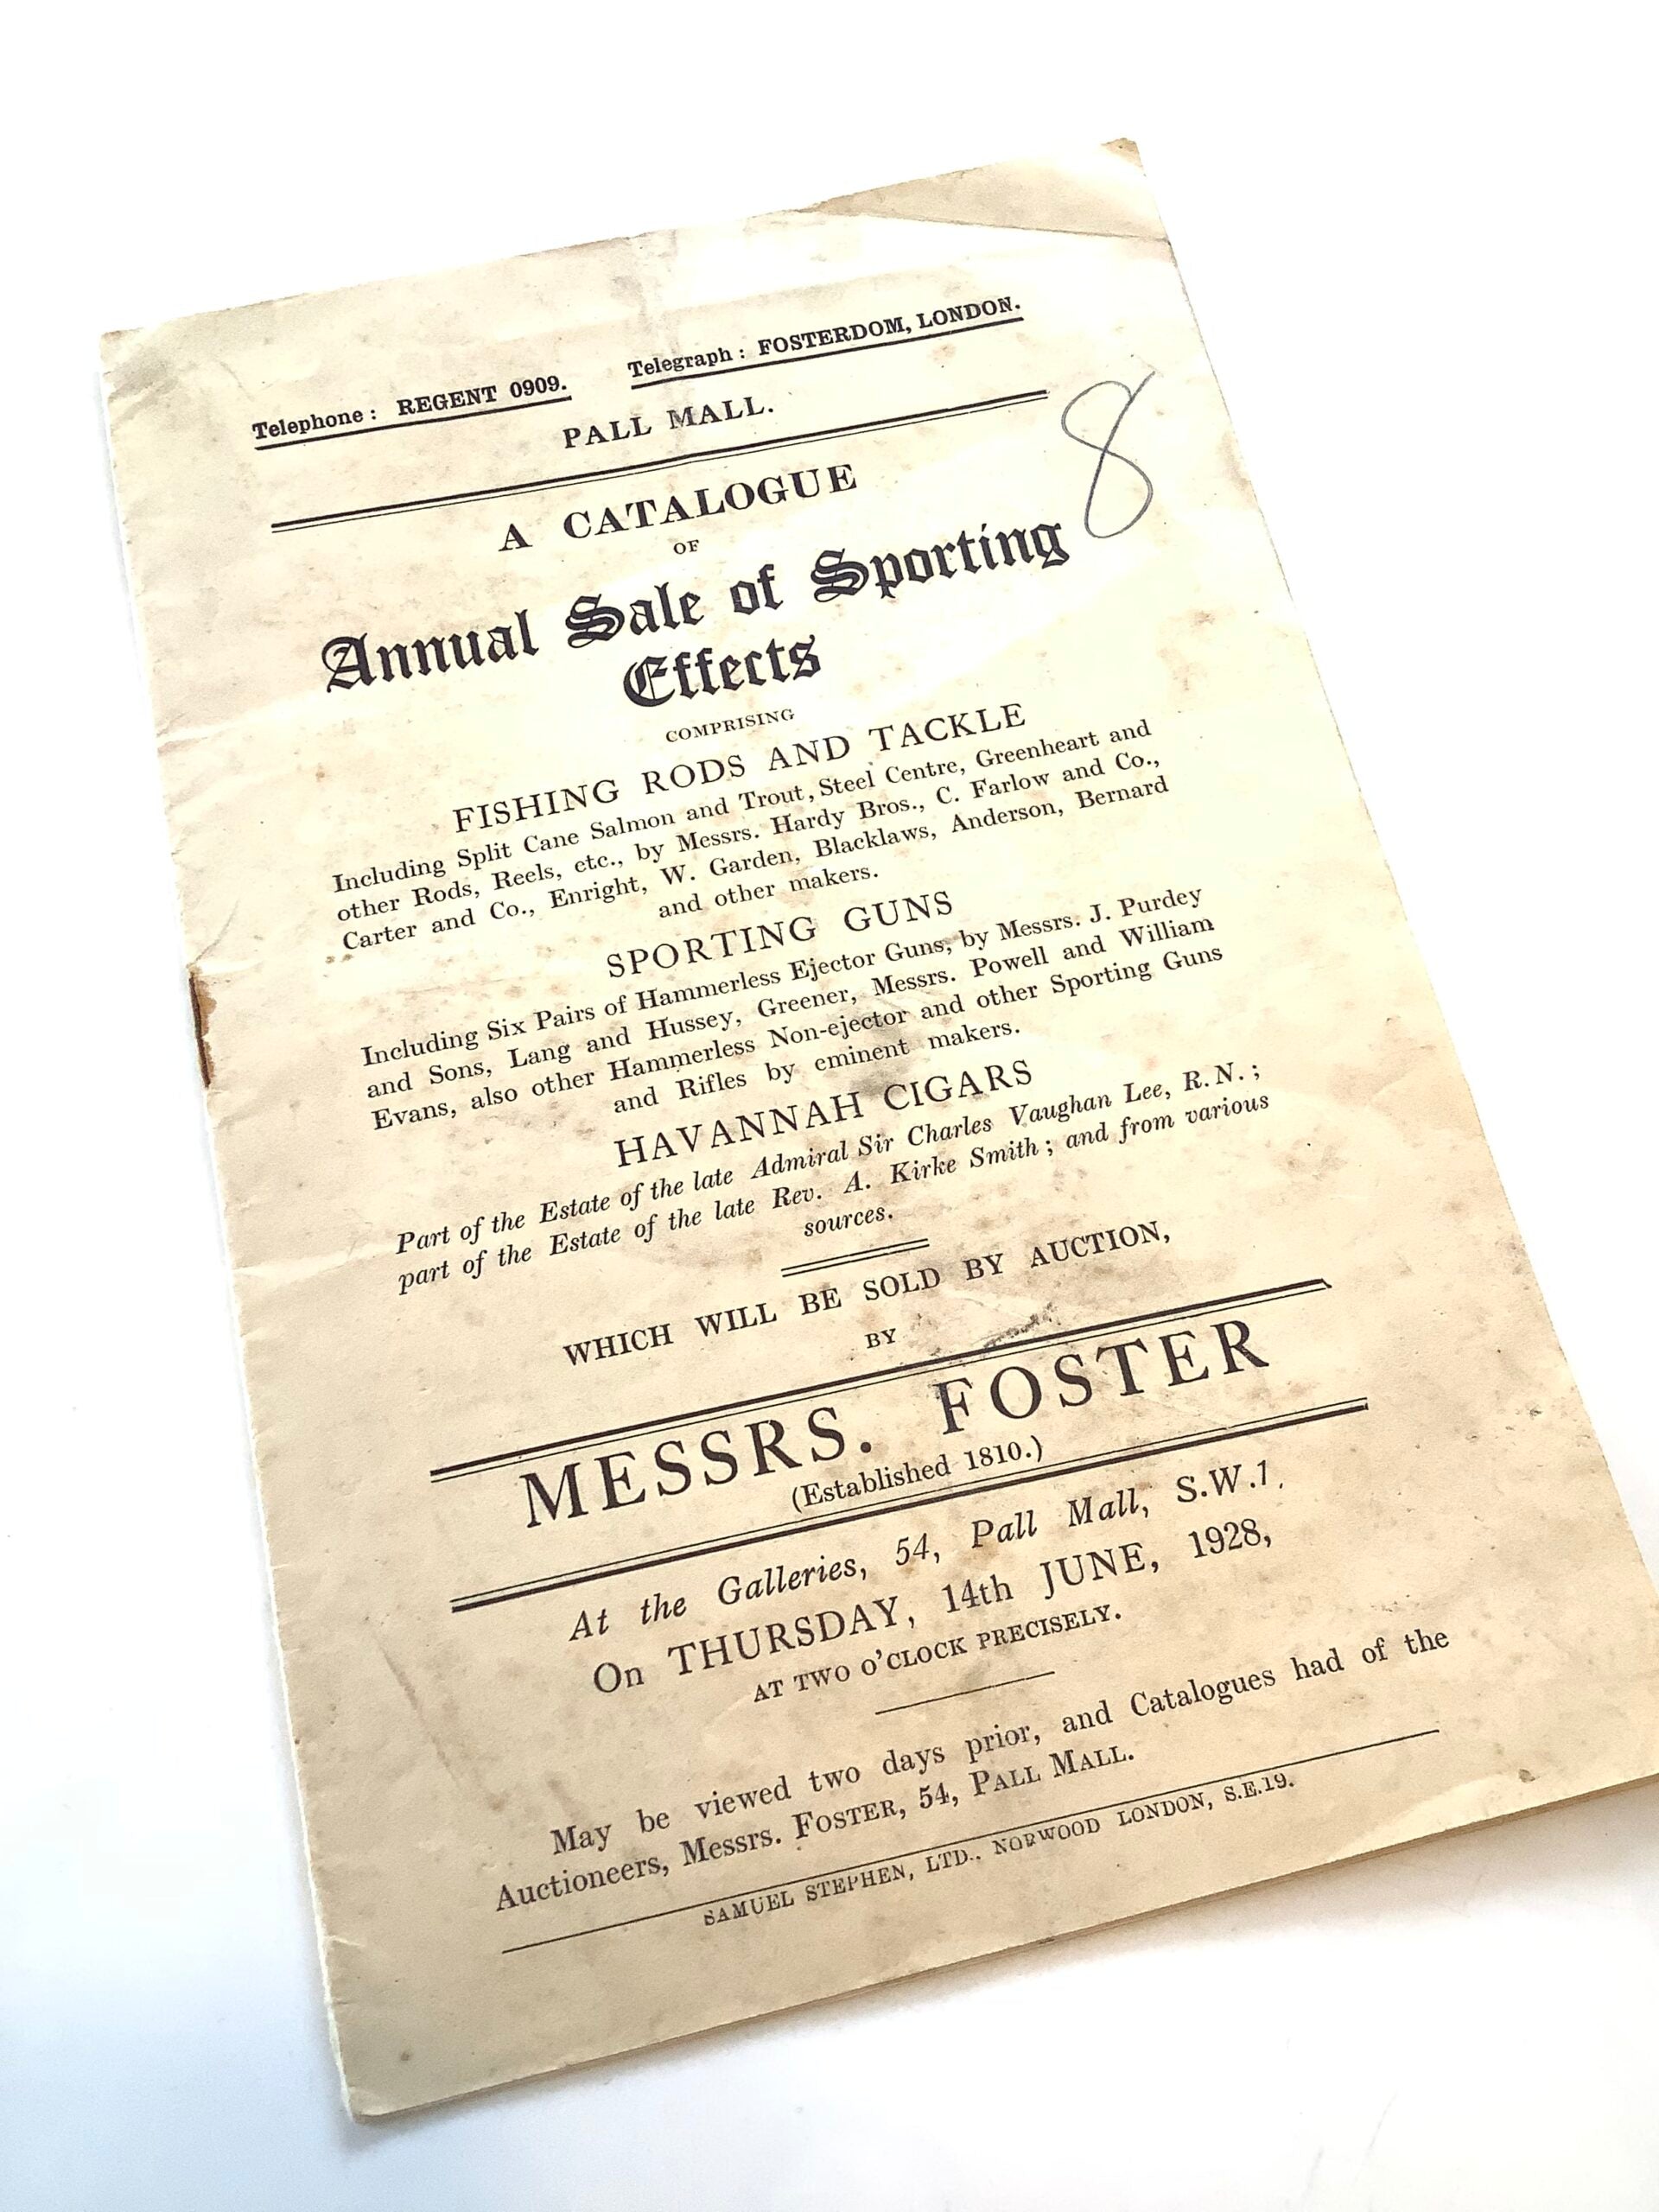 Telephone: REGENT 0909. Telegraph: FOSTERDOM, LONDON.
PALL MALL.
8
A CATALOGUE
OF
Annual Sale of Sporting
Effects
COMPRISING
FISHING RODS AND TACKLE
Including Split Cane Salmon and Trout, Steel Centre, Greenheart and
other Rods, Reels, etc., by Messrs. Hardy Bros., C. Farlow and Co.,
Carter and Co., Enright, W. Garden, Blacklaws, Anderson, Bernard
and other makers.
SPORTING GUNS
Including Six Pairs of Hammerless Ejector Guns, by Messrs. J. Purdey
and Sons, Lang and Hussey, Greener, Messrs. Powell and William
Evans, also other Hammerless Non-ejector and other Sporting Guns
and Rifles by eminent makers.
HAVANNAH CIGARS
Part of the Estate of the late Admiral Sir Charles Vaughan Lee, R.N.;
part of the Estate of the late Rev. A. Kirke Smith; and from various
sources.
WHICH WILL BE SOLD BY AUCTION,
BY
MESSRS. FOSTER
(Established 1810.)
At the Galleries, 54, Pall Mall, S.W.1.
On THURSDAY, 14th JUNE, 1928,
AT TWO O'CLOCK PRECISELY.
May be viewed two days prior, and Catalogues had of the
Auctioneers, Messrs. FOSTER, 54, PALL MALL.
SAMUEL STEPHEN, LTD., NORWOOD LONDON, S.E.19.